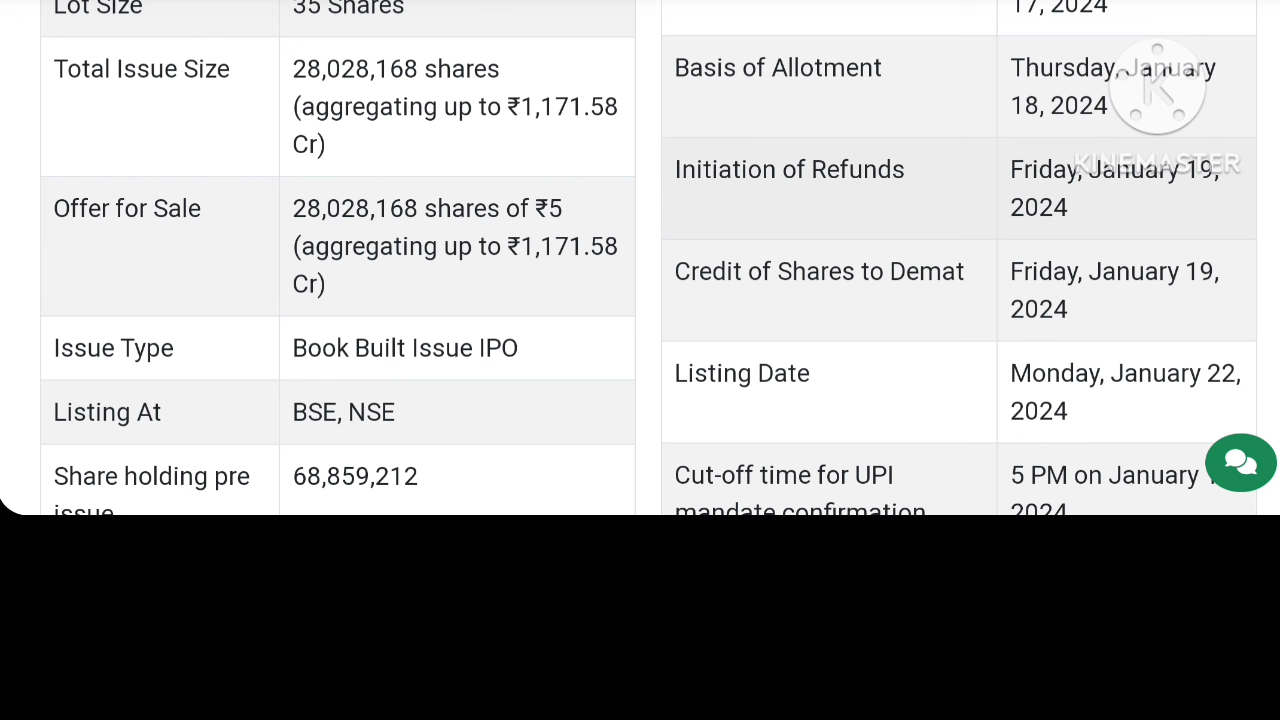 Lot Size
35 Shares
Total Issue Size
28,028,168 shares
(aggregating up to ₹1,171.58
Cr)
Offer for Sale
28,028,168 shares of ₹5
(aggregating up to ₹1,171.58
Cr)
Issue Type
Book Built Issue IPO
Listing At
BSE, NSE
Share holding pre
issue
68,859,212
17, 2024
Basis of Allotment
Thursday, January
18, 2024
Initiation of Refunds
Friday, January 19,
2024
Credit of Shares to Demat
Friday, January 19,
2024
Listing Date
Monday, January 22,
2024
Cut-off time for UPI
mandate confirmation
5 PM on January
2024
K
KINEMASTER